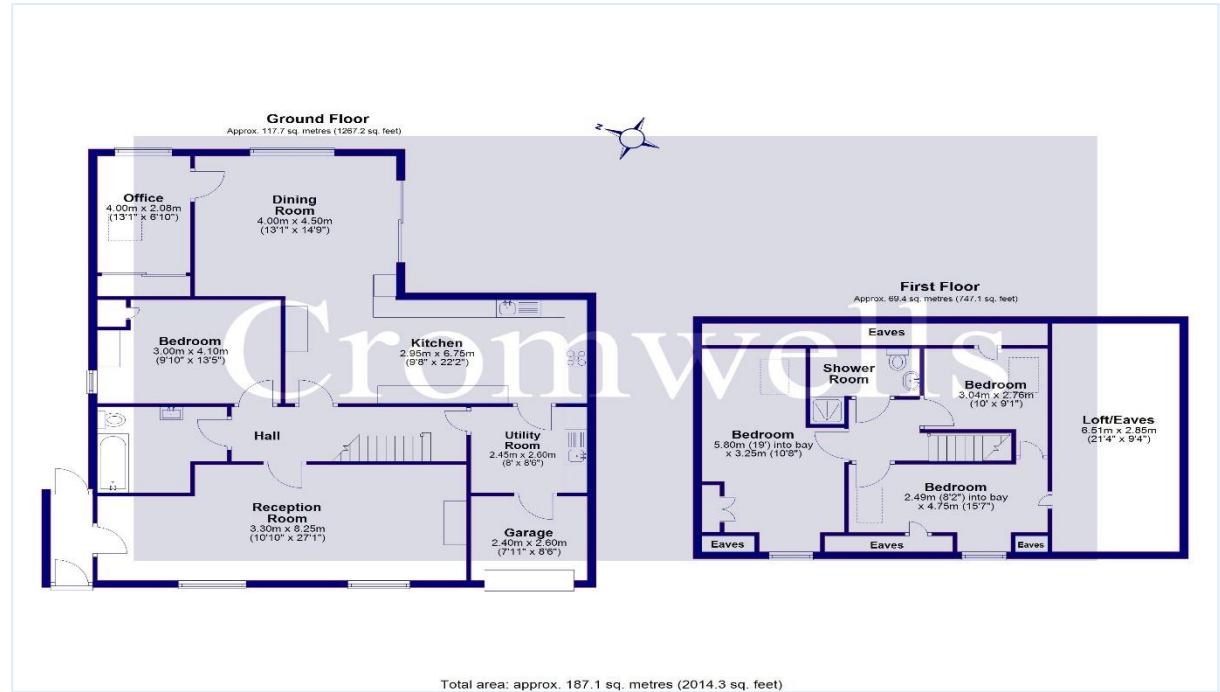 Ground Floor
Approx. 117.7 sq. metres (1267.2 sq. feet)
N
Office
4.00m x 2.08m
(13'1" x 6'10")
Dining
Room
4.00m x 4.50m
(13'1" x 14'9")
Bedroom
3.00m x 4.10m
(9'10" x 13'5")
Kitchen
2.95m x 6.75m
(9'8" x 22'2")
Hall
Utility
Room
2.45m x 2.60m
(8' x 8'6")
Reception
Room
3.30m x 8.25m
(10'10" x 27'1")
Garage
2.40m x 2.60m
(7'11" x 8'6")
First Floor
Approx. 69.4 sq. metres (747.1 sq. feet)
Eaves
Shower
Room
Bedroom
3.04m x 2.76m
(10' x 9'1")
Bedroom
5.80m (19') into bay
x 3.25m (10'8")
Loft/Eaves
6.51m x 2.85m
(21'4" x 9'4")
Bedroom
2.49m (8'2") into bay
x 4.75m (15'7")
Eaves
Eaves
Eaves
Cromwells
Total area: approx. 187.1 sq. metres (2014.3 sq. feet)